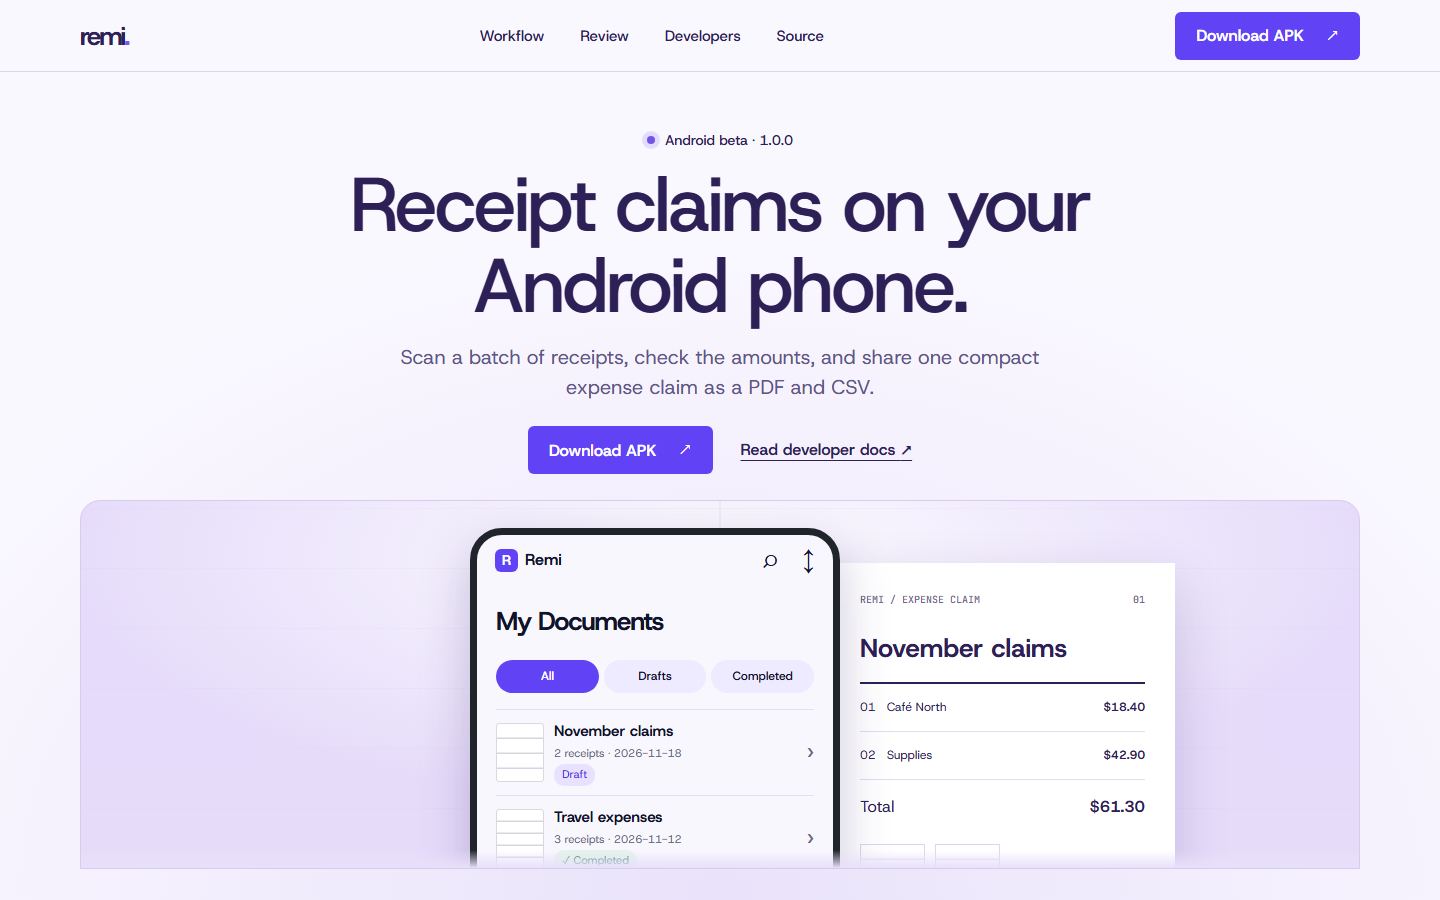 remi.
Workflow
Review
Developers
Source
Download APK ↗
Android beta · 1.0.0
Receipt claims on your
Android phone.
Scan a batch of receipts, check the amounts, and share one compact
expense claim as a PDF and CSV.
Download APK ↗
Read developer docs ↗
R Remi
My Documents
All
Drafts
Completed
November claims
2 receipts · 2026-11-18
Draft
Travel expenses
3 receipts · 2026-11-12
✓ Completed
REMI / EXPENSE CLAIM 01
November claims
01 Café North $18.40
02 Supplies $42.90
Total $61.30